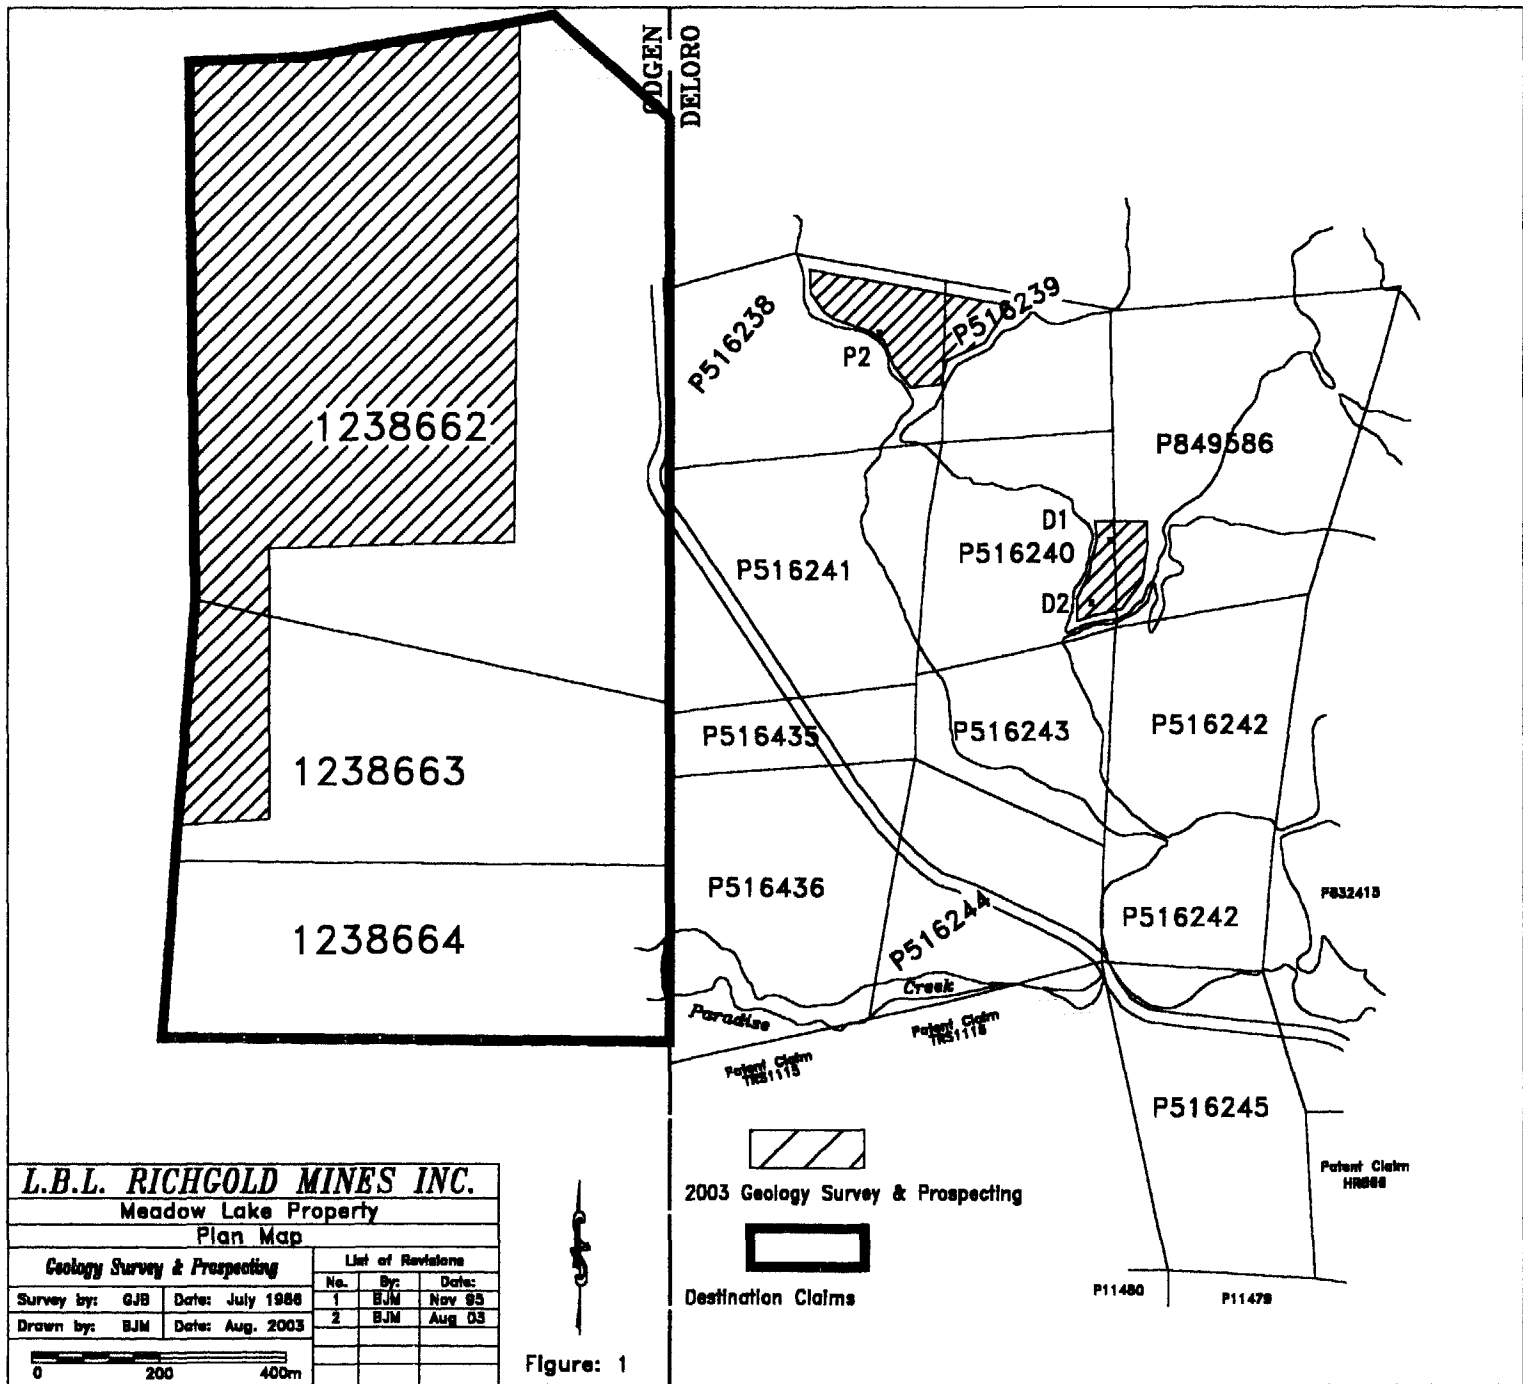 OGDEN
DELORO
P516238
P516239
P2
1238662
P849586
D1
P516240
P516241
D2
P516435
P516243
P516242
1238663
P516436
P516242
P516244
1238664
Creek
Paradise
Patent Claim
Patent Claim
P516245
Patent Claim
2003 Geology Survey & Prospecting
Destination Claims
P11480
P11479
L.B.L. RICHGOLD MINES INC.
Meadow Lake Property
Plan Map
Geology Survey & Prospecting
List of Revisions
No. By: Date:
Survey by: GJB Date: July 1986
1 BJM Nov 95
Drawn by: BJM Date: Aug. 2003
2 BJM Aug 03
0 200 400m
Figure: 1